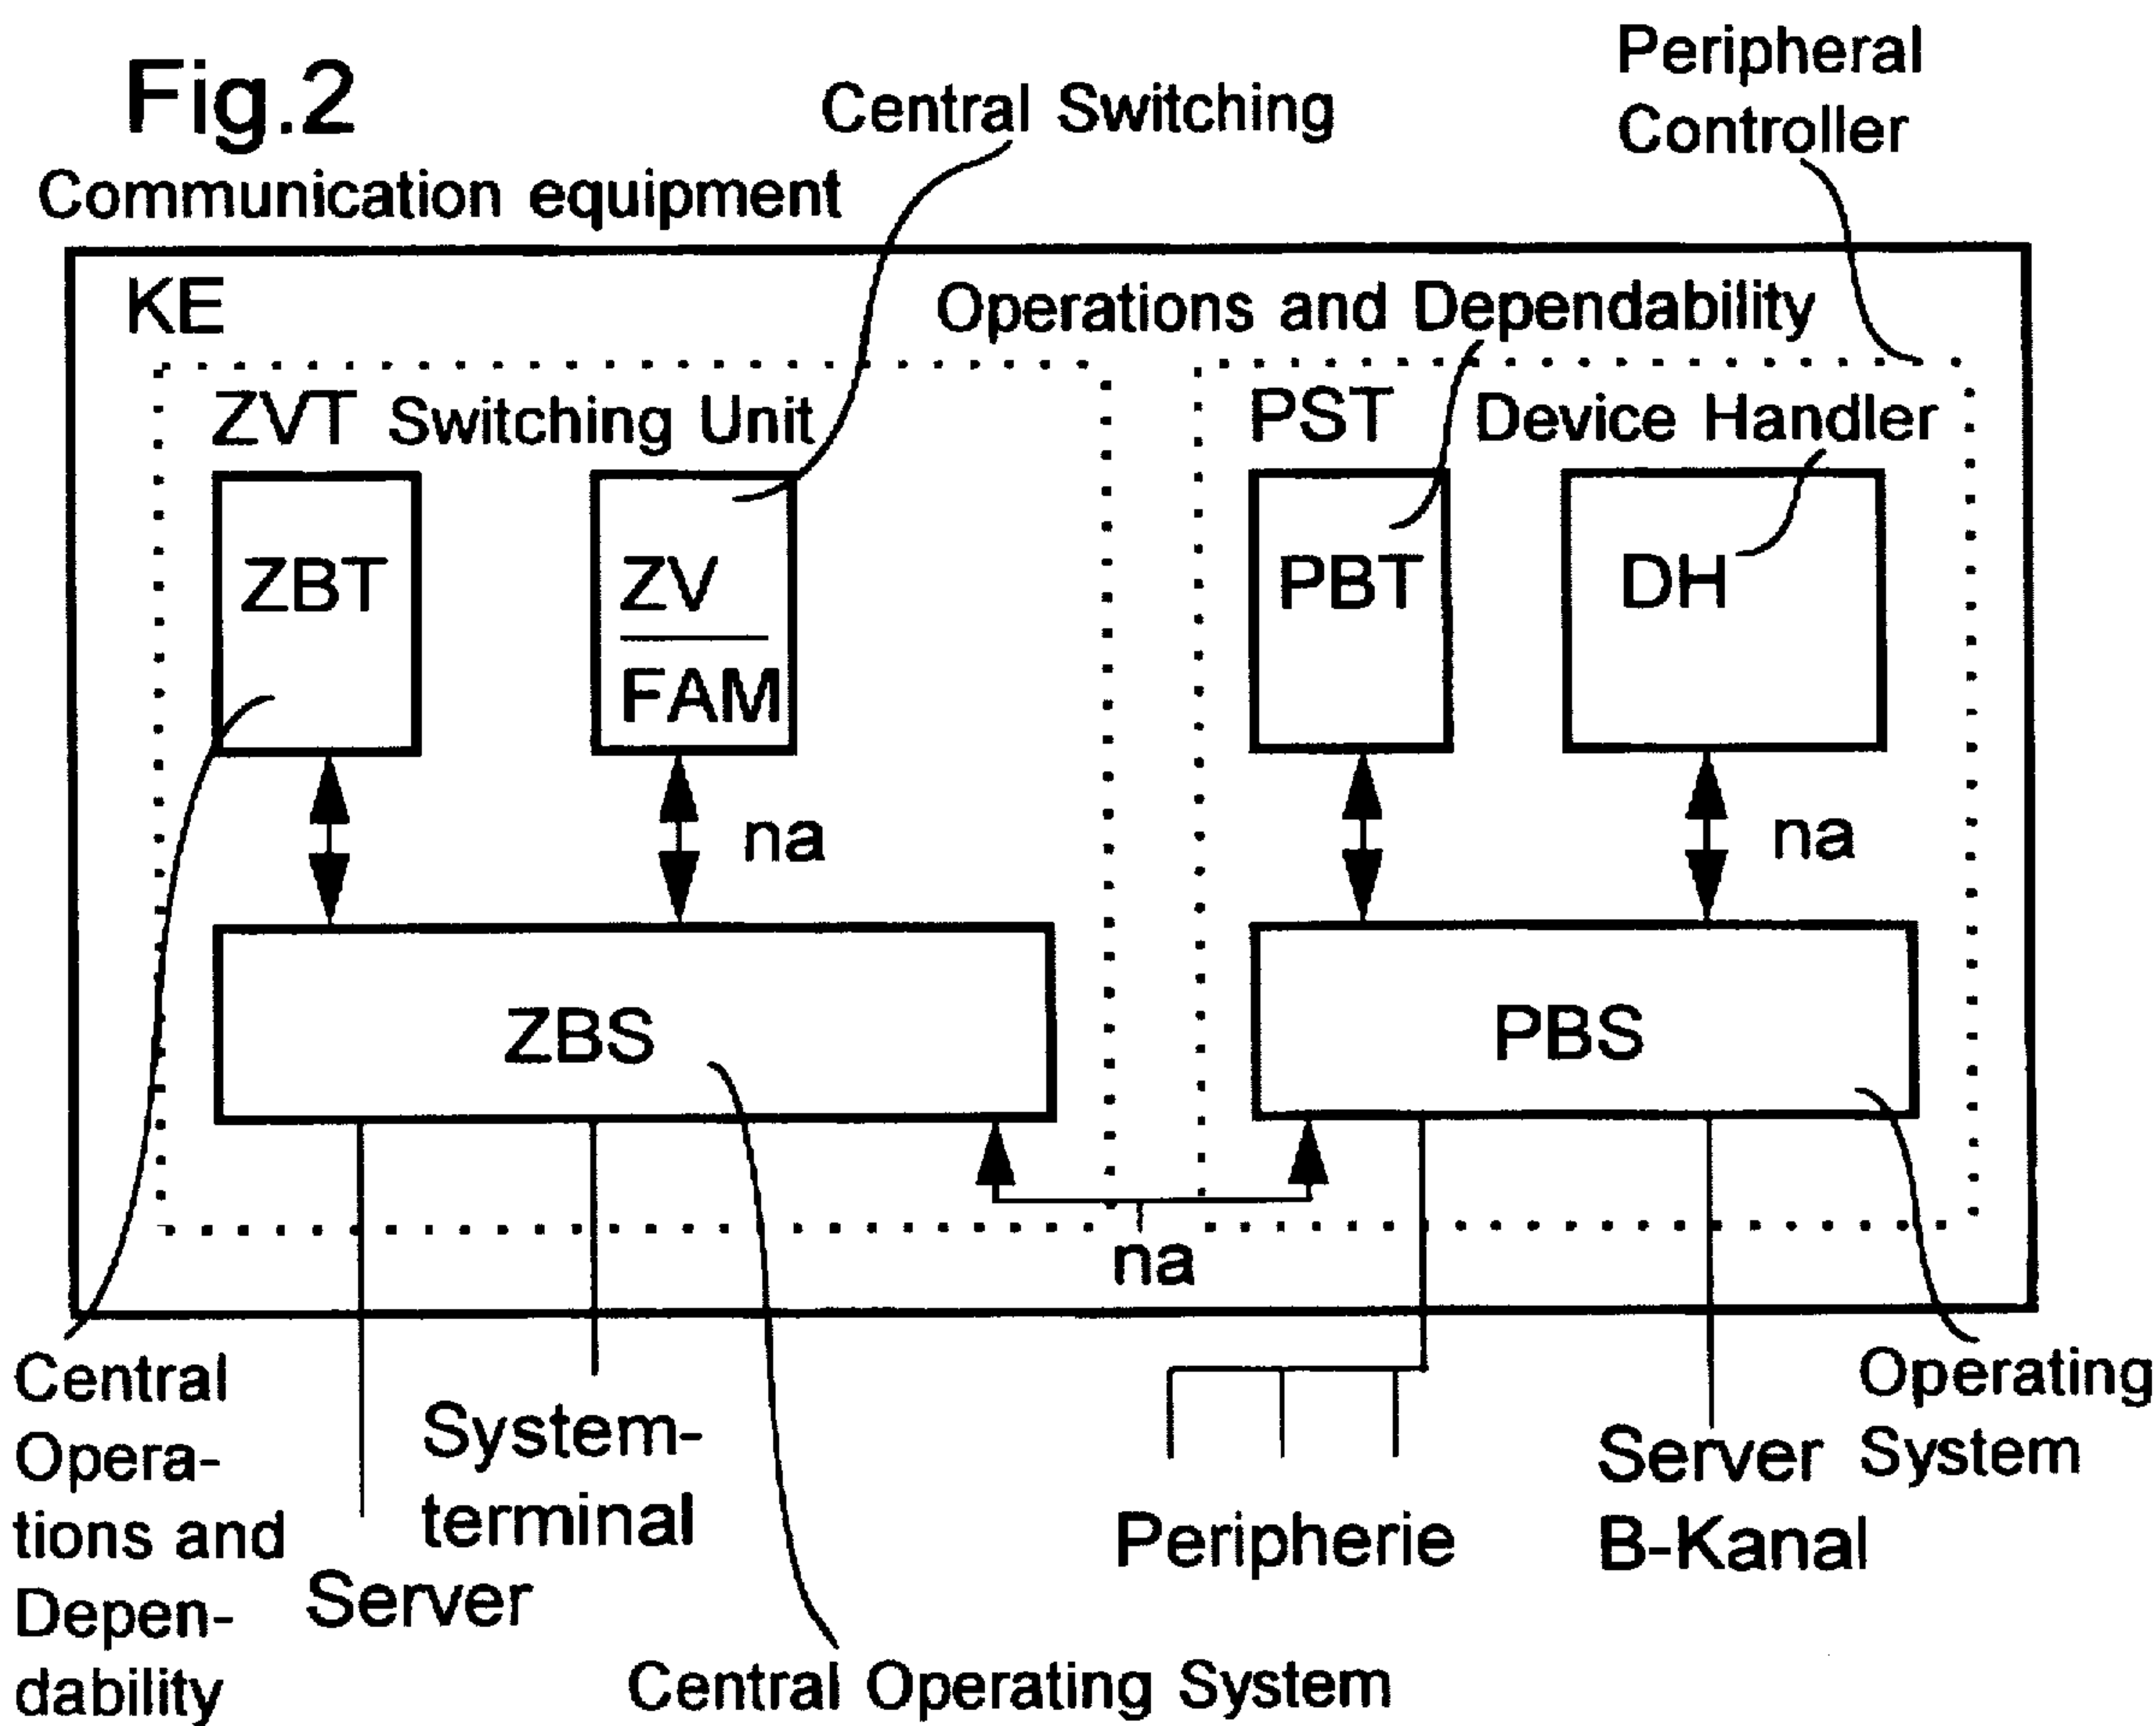 Fig.2
Communication equipment
Central Switching
Peripheral
Controller
KE
Operations and Dependability
ZVT Switching Unit
PST Device Handler
ZBT
ZV
FAM
PBT
DH
na
na
ZBS
PBS
na
Central
Opera-
tions and
Depen-
dability
Server
System-
terminal
Central Operating System
Peripherie
Server
B-Kanal
Operating
System